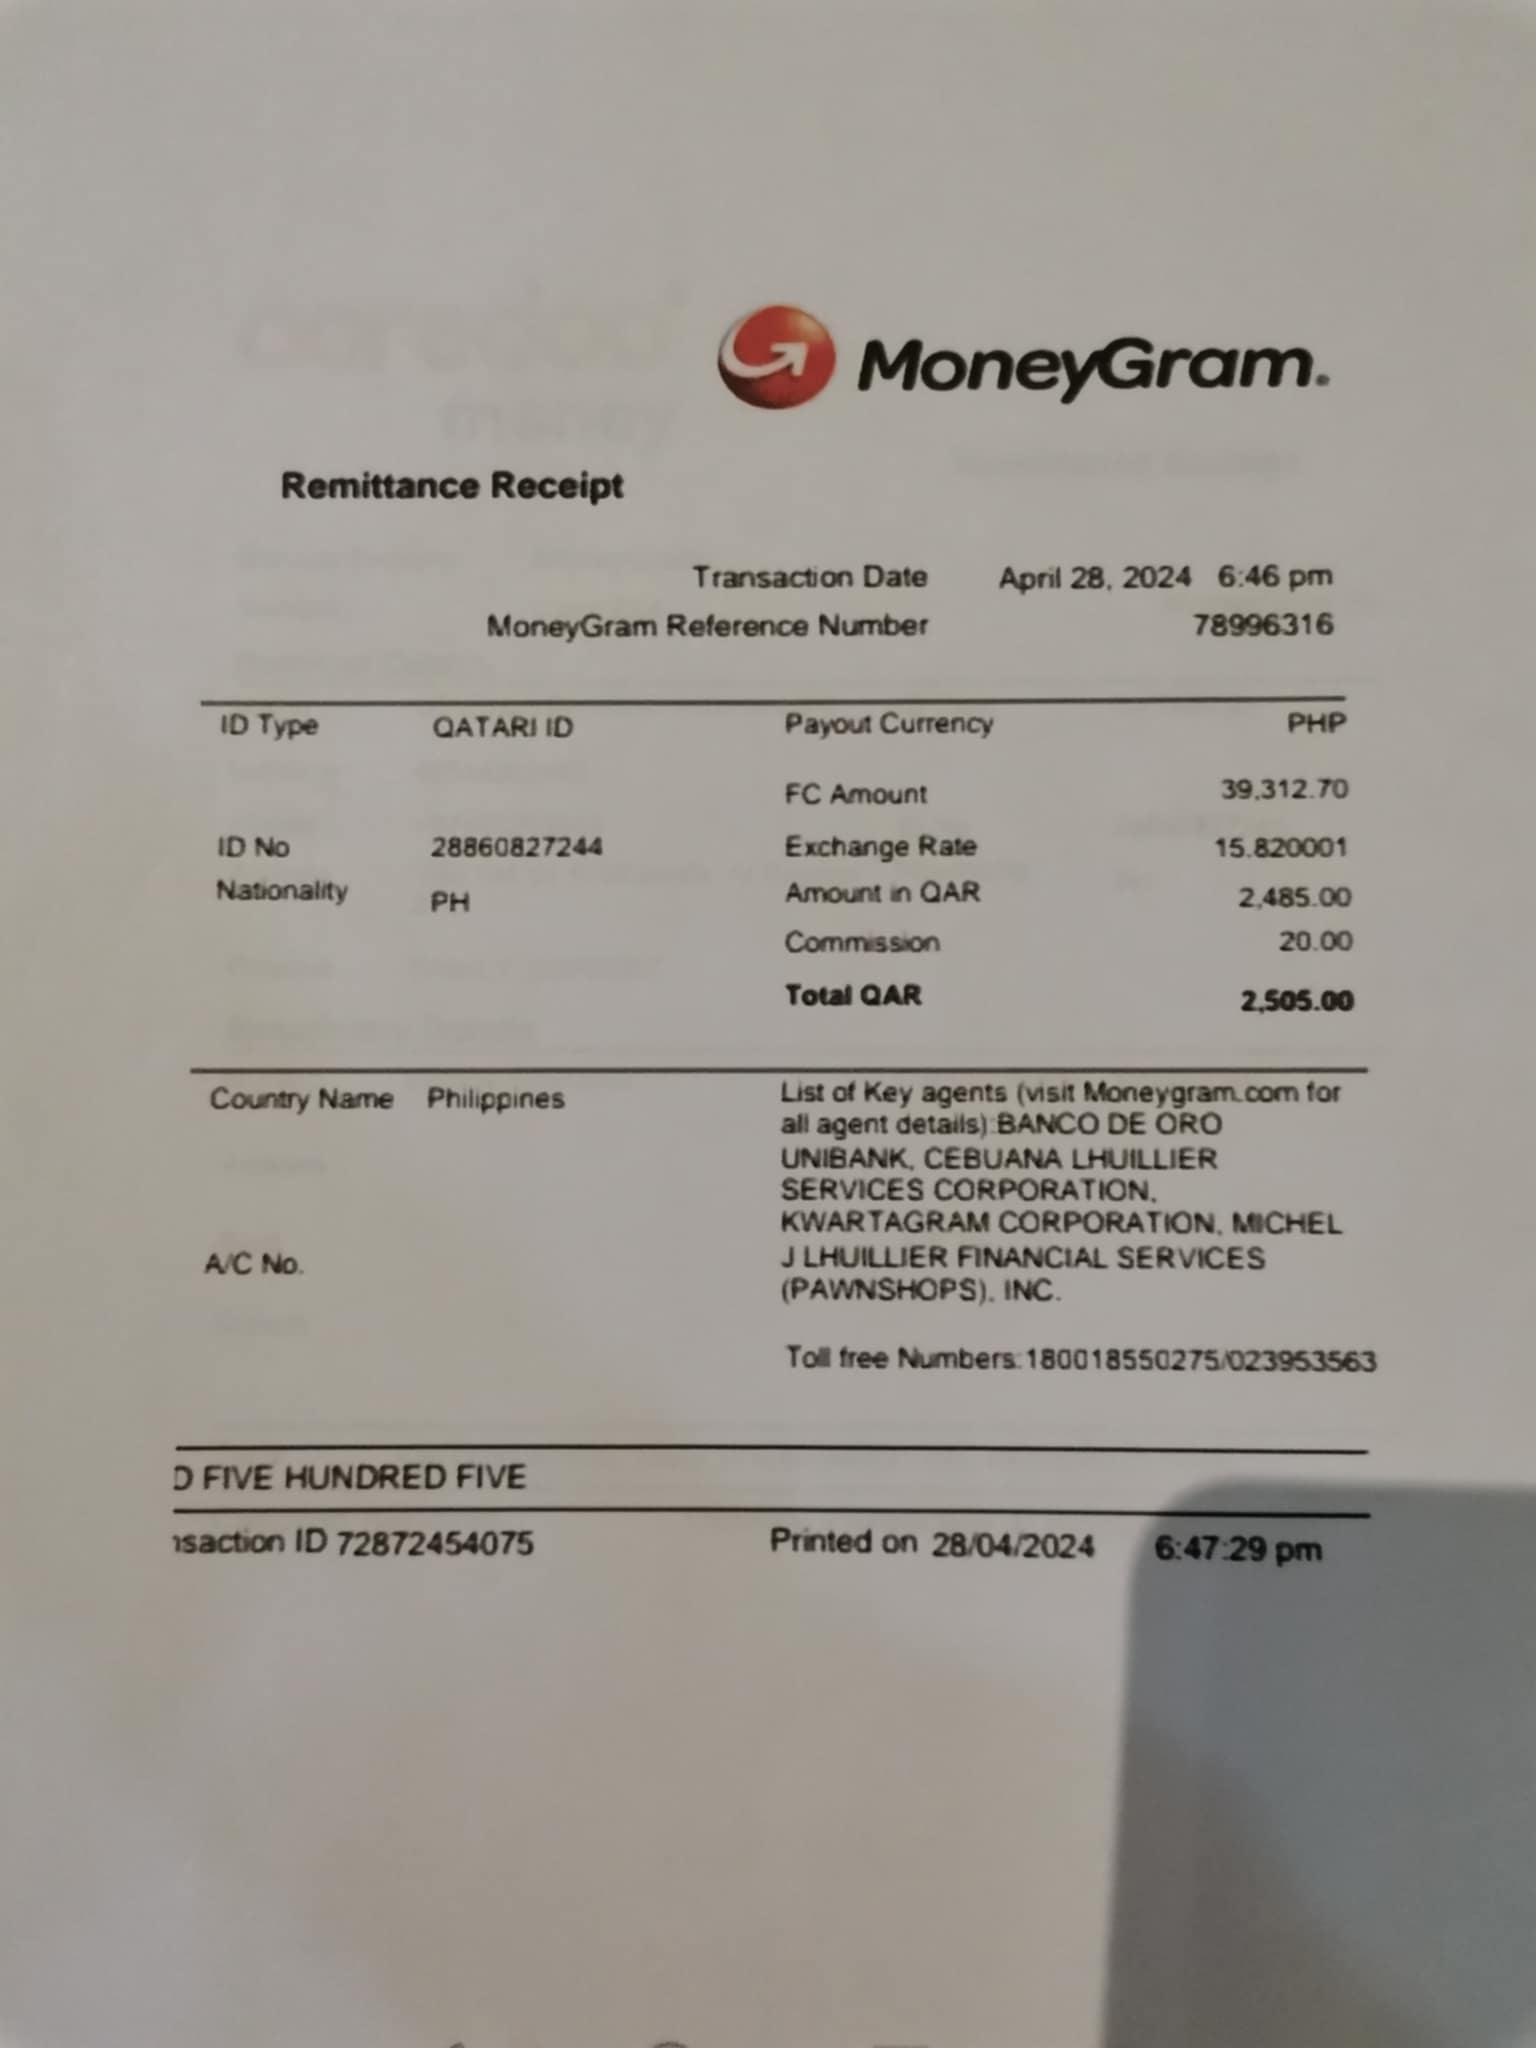 MoneyGram.
Remittance Receipt
Transaction Date April 28, 2024 6:46 pm
MoneyGram Reference Number 78996316
ID Type QATARI ID Payout Currency PHP
FC Amount 39,312.70
ID No 28860827244 Exchange Rate 15.820001
Nationality PH Amount in QAR 2,485.00
Commission 20.00
Total QAR 2,505.00
Country Name Philippines List of Key agents (visit Moneygram.com for
all agent details):BANCO DE ORO
UNIBANK, CEBUANA LHUILLIER
SERVICES CORPORATION,
KWARTAGRAM CORPORATION, MICHEL
A/C No. J LHUILLIER FINANCIAL SERVICES
(PAWNSHOPS), INC.
Toll free Numbers:180018550275/023953563
D FIVE HUNDRED FIVE
nsaction ID 72872454075 Printed on 28/04/2024 6:47:29 pm